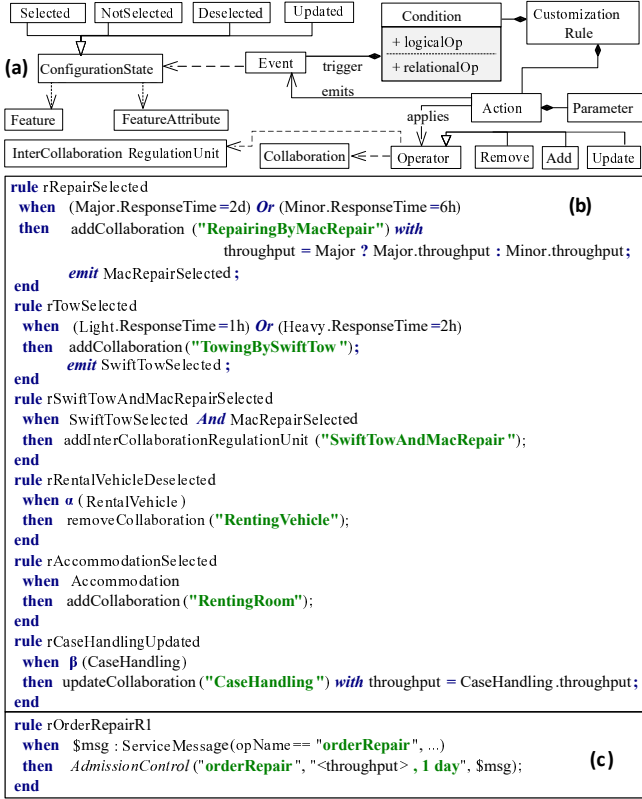 Selected
NotSelected
Deselected
Updated
Condition
+ logicalOp
+ relationalOp
Customization
Rule
(a)
ConfigurationState
Event
trigger
emits
Feature
FeatureAttribute
Action
Parameter
applies
InterCollaboration RegulationUnit
Collaboration
Operator
Remove
Add
Update
(b)
rule rRepairSelected
when (Major.ResponseTime=2d) Or (Minor.ResponseTime=6h)
then addCollaboration ("RepairingByMacRepair") with
throughput = Major ? Major.throughput : Minor.throughput;
emit MacRepairSelected ;
end
rule rTowSelected
when (Light.ResponseTime=1h) Or (Heavy.ResponseTime=2h)
then addCollaboration("TowingBySwiftTow ");
emit SwiftTowSelected ;
end
rule rSwiftTowAndMacRepairSelected
when SwiftTowSelected And MacRepairSelected
then addInterCollaborationRegulationUnit ("SwiftTowAndMacRepair");
end
rule rRentalVehicleDeselected
when α ( RentalVehicle )
then removeCollaboration ("RentingVehicle");
end
rule rAccommodationSelected
when Accommodation
then addCollaboration("RentingRoom");
end
rule rCaseHandlingUpdated
when β (CaseHandling)
then updateCollaboration ("CaseHandling") with throughput = CaseHandling.throughput;
end
rule rOrderRepairR1
when $msg : ServiceMessage(opName== "orderRepair", ...)
(c)
then AdmissionControl ("orderRepair", "<throughput> , 1 day", $msg);
end